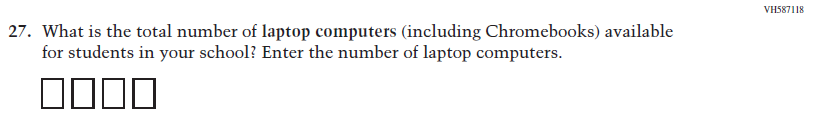 VH587118
27. What is the total number of laptop computers (including Chromebooks) available
for students in your school? Enter the number of laptop computers.